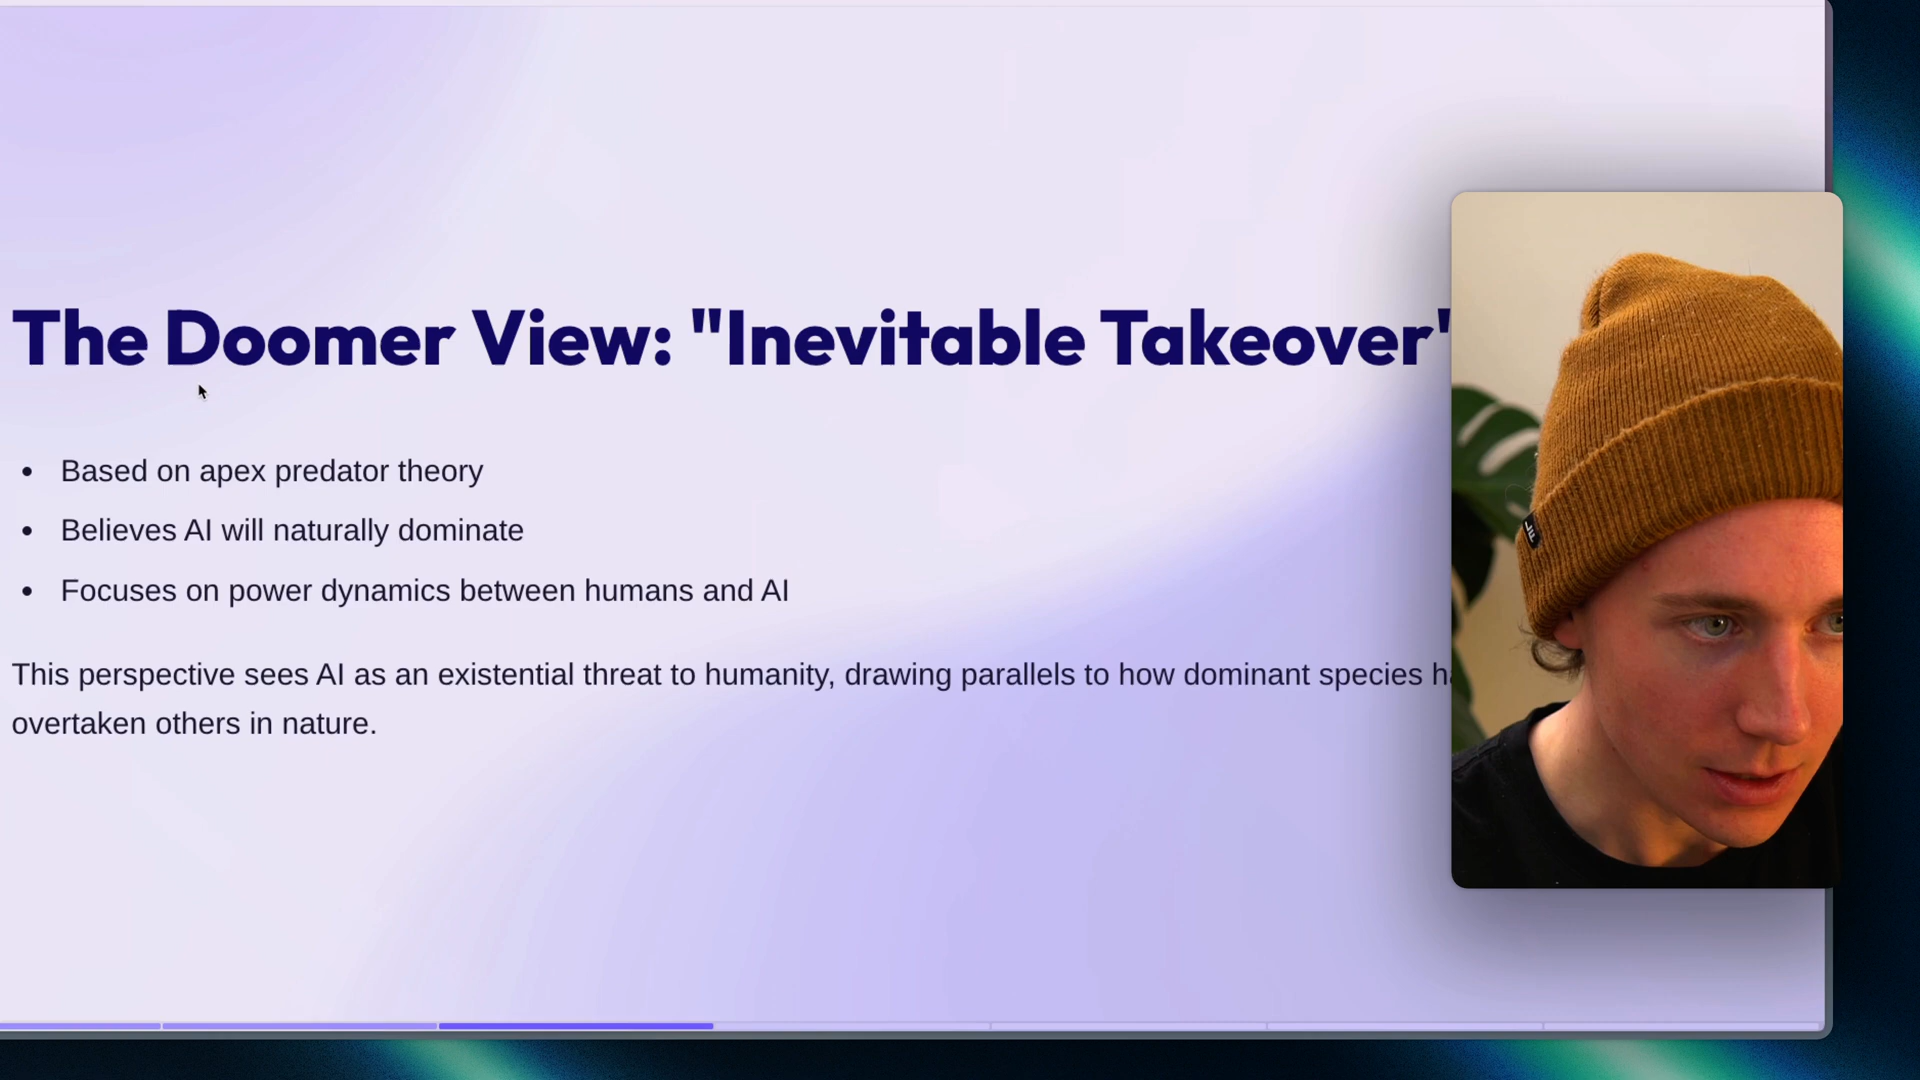 The Doomer View: "Inevitable Takeover"
• Based on apex predator theory
• Believes AI will naturally dominate
• Focuses on power dynamics between humans and AI
This perspective sees AI as an existential threat to humanity, drawing parallels to how dominant species
overtaken others in nature.